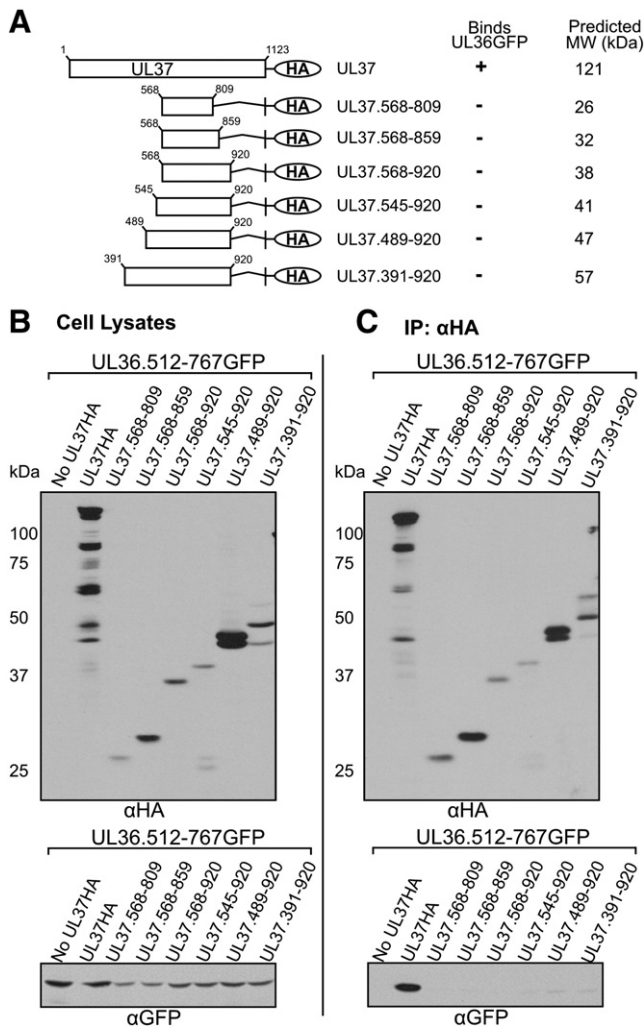 A
Binds UL36GFP
Predicted MW (kDa)
1 1123
UL37 HA UL37 + 121
568 809
HA UL37.568-809 - 26
568 859
HA UL37.568-859 - 32
568 920
HA UL37.568-920 - 38
545 920
HA UL37.545-920 - 41
489 920
HA UL37.489-920 - 47
391 920
HA UL37.391-920 - 57
B Cell Lysates
UL36.512-767GFP
No UL37HA
UL37HA
UL37.568-809
UL37.568-859
UL37.568-920
UL37.545-920
UL37.489-920
UL37.391-920
kDa
100
75
50
37
25
αHA
UL36.512-767GFP
No UL37HA
UL37HA
UL37.568-809
UL37.568-859
UL37.568-920
UL37.545-920
UL37.489-920
UL37.391-920
αGFP
C IP: αHA
UL36.512-767GFP
No UL37HA
UL37HA
UL37.568-809
UL37.568-859
UL37.568-920
UL37.545-920
UL37.489-920
UL37.391-920
kDa
100
75
50
37
25
αHA
UL36.512-767GFP
No UL37HA
UL37HA
UL37.568-809
UL37.568-859
UL37.568-920
UL37.545-920
UL37.489-920
UL37.391-920
αGFP